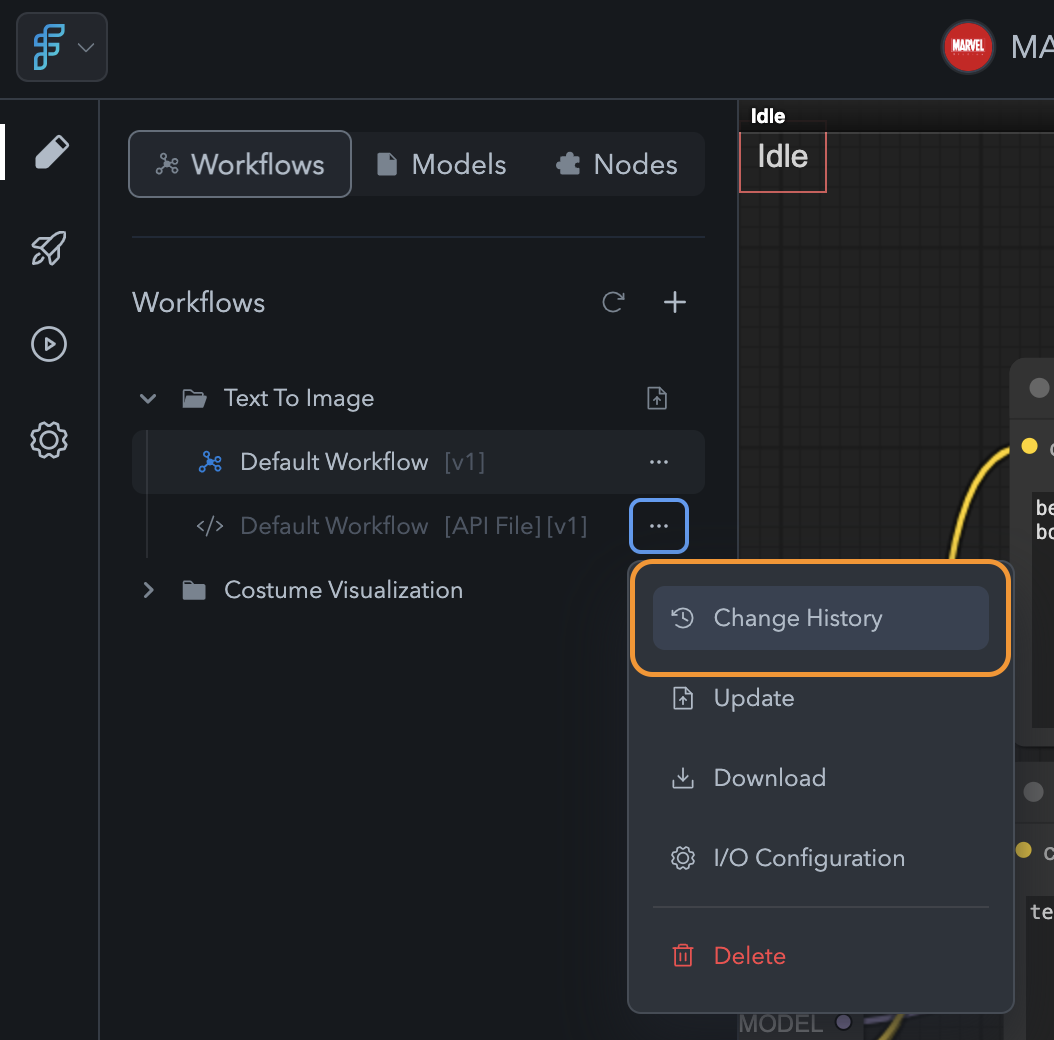 MARVEL
MA
Idle
Idle
Workflows
Models
Nodes
Workflows
Text To Image
Default Workflow [v1]
Default Workflow [API File] [v1]
Costume Visualization
Change History
Update
Download
I/O Configuration
Delete
c
be
bo
c
te
MODEL